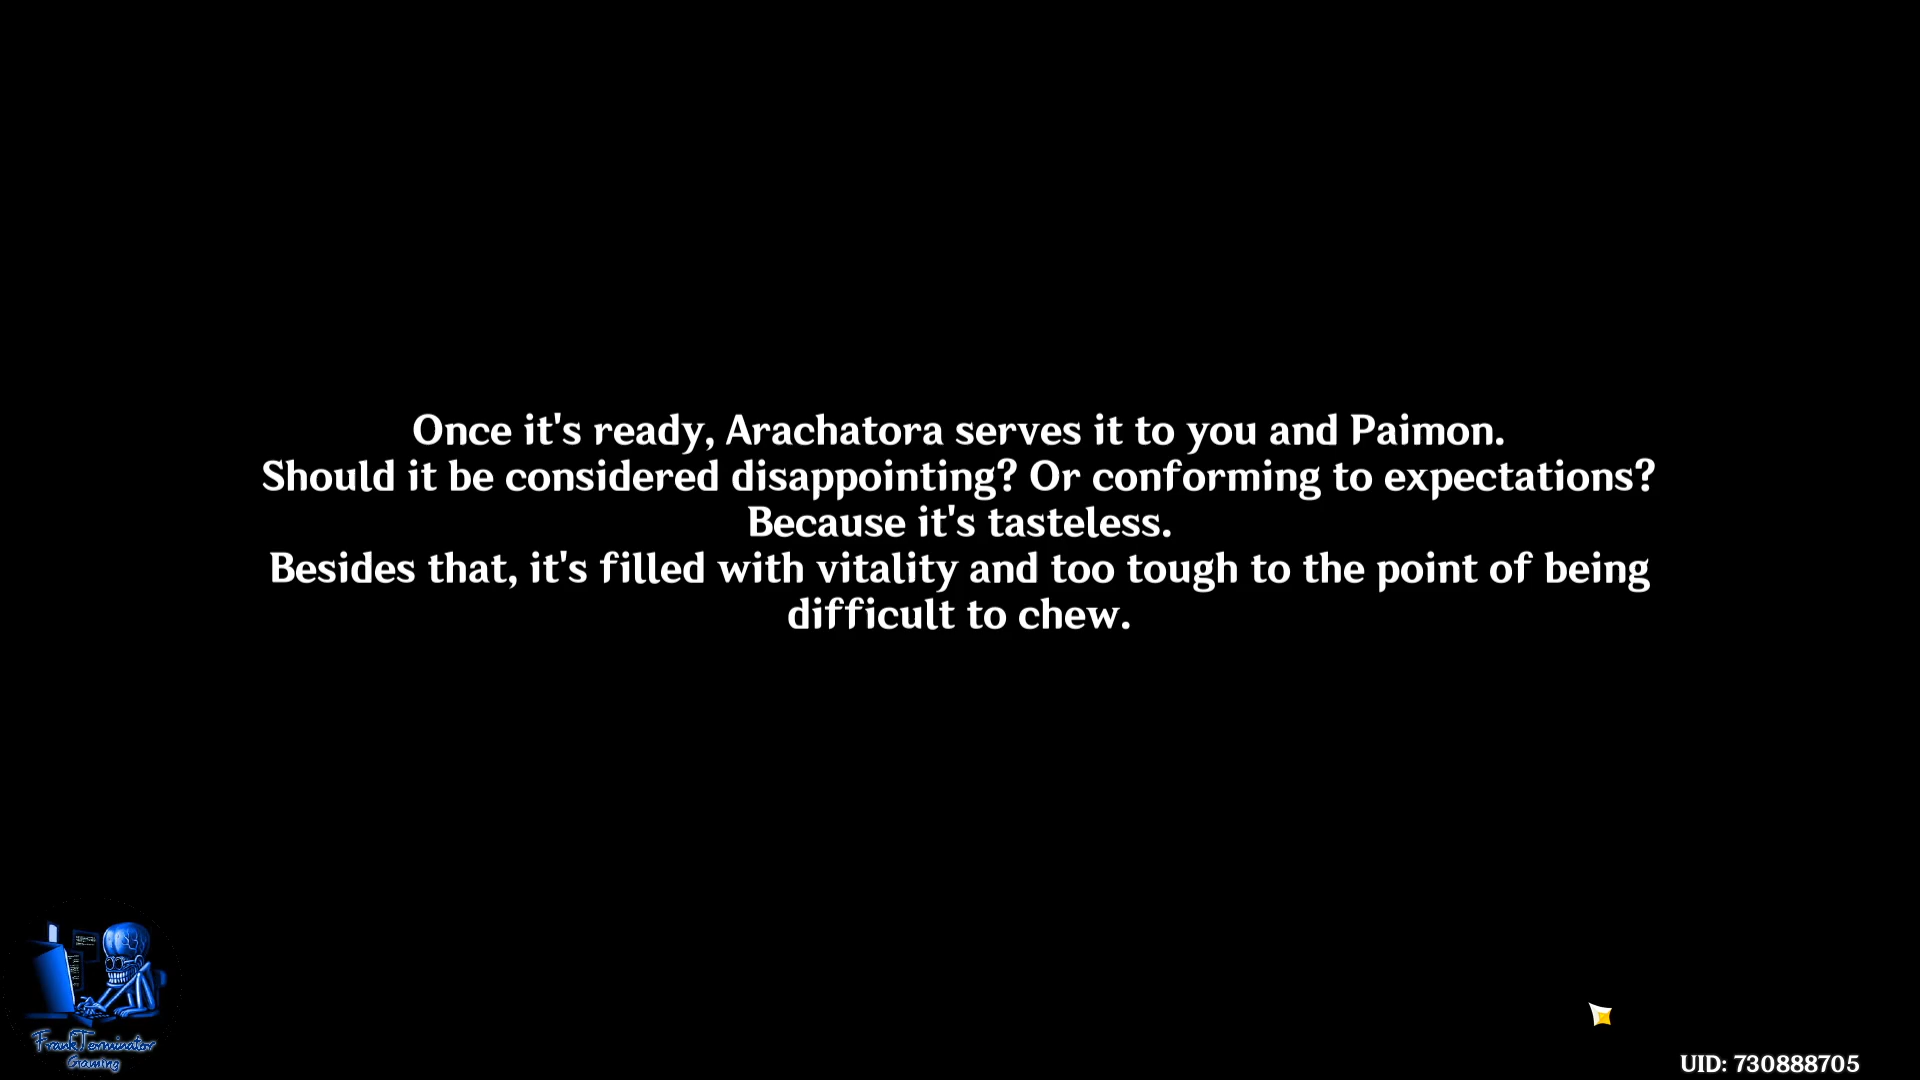 Once it's ready, Arachatora serves it to you and Paimon.
Should it be considered disappointing? Or conforming to expectations?
Because it's tasteless.
Besides that, it's filled with vitality and too tough to the point of being
difficult to chew.
FrankTerminator
Gaming
UID: 730888705